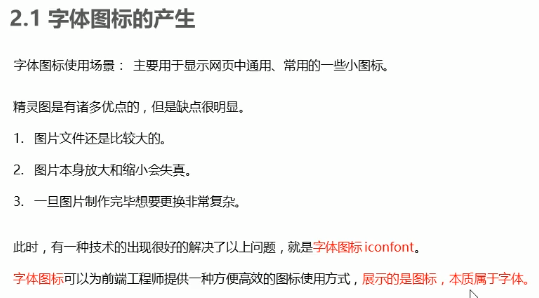 2.1 字体图标的产生
字体图标使用场景： 主要用于显示网页中通用、常用的一些小图标。
精灵图是有诸多优点的，但是缺点很明显。
1. 图片文件还是比较大的。
2. 图片本身放大和缩小会失真。
3. 一旦图片制作完毕想要更换非常复杂。
此时，有一种技术的出现很好的解决了以上问题，就是字体图标 iconfont。
字体图标可以为前端工程师提供一种方便高效的图标使用方式，展示的是图标，本质属于字体。